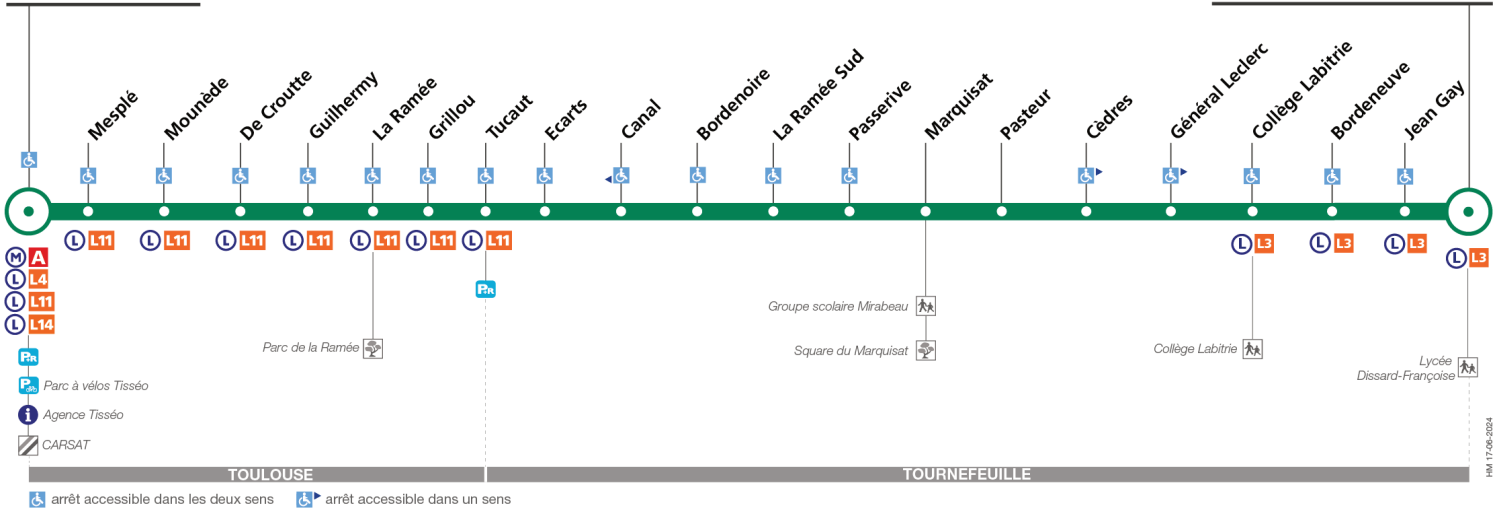 Mesplé
Mounède
De Croutte
Guilhermy
La Ramée
Grillou
Tucaut
Ecarts
Canal
Bordenoire
La Ramée Sud
Passerive
Marquisat
Pasteur
Cèdres
Général Leclerc
Collège Labitrie
Bordeneuve
Jean Gay
L L11
L L11
L L11
L L11
L L11
L L11
L L11
L L3
L L3
L L3
L L3
M A
L L4
L L11
L L14
P+R
P+R
P
Parc à vélos Tisséo
i Agence Tisséo
CARSAT
Parc de la Ramée
Groupe scolaire Mirabeau
Square du Marquisat
Collège Labitrie
Lycée
Dissard-Françoise
TOULOUSE
TOURNEFEUILLE
arrêt accessible dans les deux sens
arrêt accessible dans un sens
HM 17-06-2024